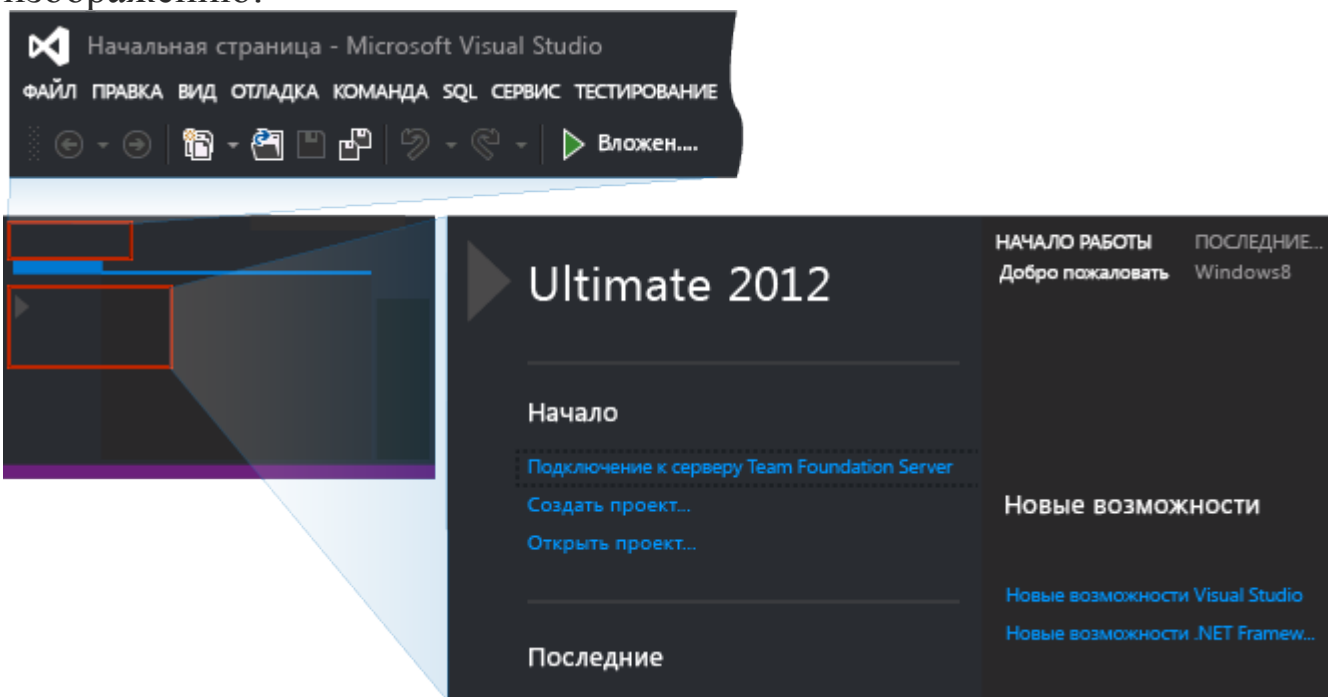 изображению:
Начальная страница - Microsoft Visual Studio
ФАЙЛ ПРАВКА ВИД ОТЛАДКА КОМАНДА SQL СЕРВИС ТЕСТИРОВАНИЕ
Вложен....
НАЧАЛО РАБОТЫ ПОСЛЕДНИЕ...
Добро пожаловать Windows8
Ultimate 2012
Начало
Подключение к серверу Team Foundation Server
Создать проект...
Открыть проект...
Новые возможности
Новые возможности Visual Studio
Новые возможности .NET Framew...
Последние